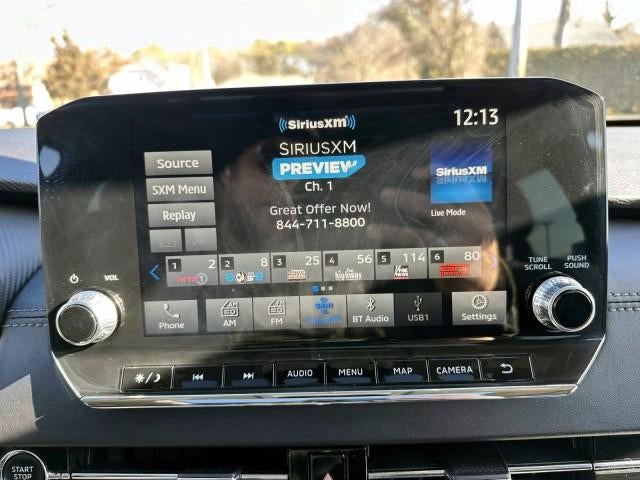 ((SiriusXM))
12:13
SIRIUSXM
PREVIEW
Ch. 1
Source
SXM Menu
Replay
SiriusXM
Great Offer Now!
844-711-8800
Live Mode
1 2
2 8
3 25
4 56
5 114
6 80
the highway
TUNE SCROLL
PUSH SOUND
VOL
Phone
AM
FM
BT Audio
USB1
Settings
AUDIO
MENU
MAP
CAMERA
START
STOP